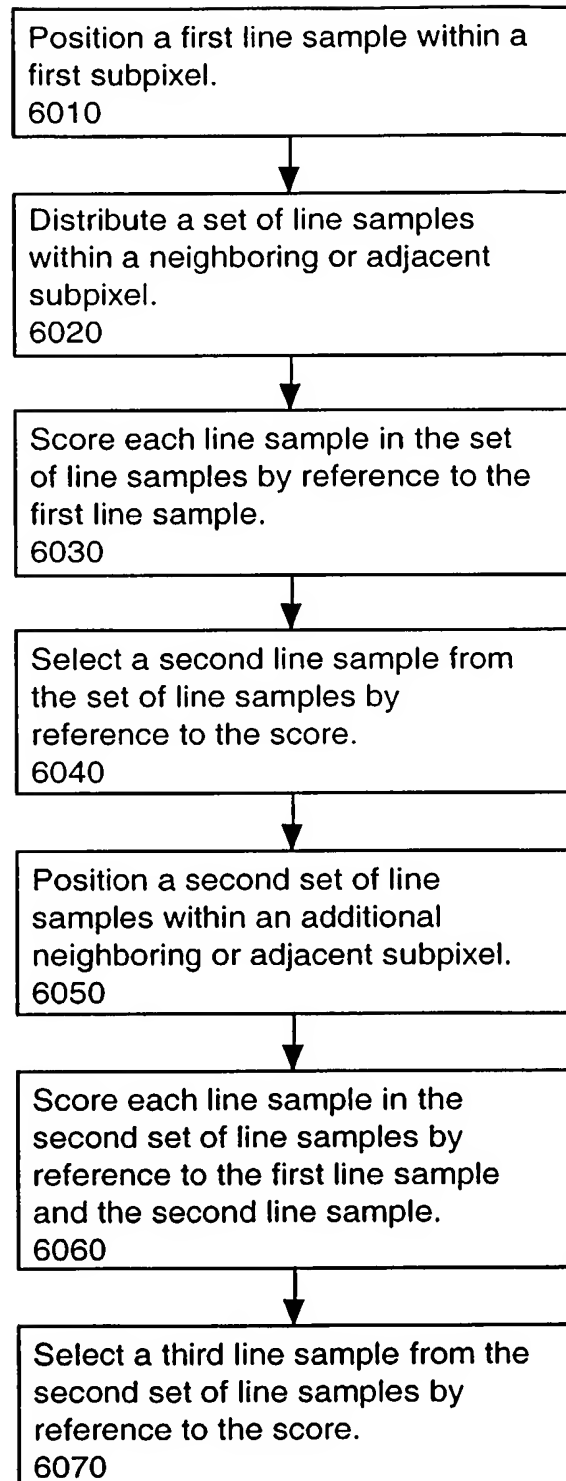 Position a first line sample within a
first subpixel.
6010
Distribute a set of line samples
within a neighboring or adjacent
subpixel.
6020
Score each line sample in the set
of line samples by reference to the
first line sample.
6030
Select a second line sample from
the set of line samples by
reference to the score.
6040
Position a second set of line
samples within an additional
neighboring or adjacent subpixel.
6050
Score each line sample in the
second set of line samples by
reference to the first line sample
and the second line sample.
6060
Select a third line sample from the
second set of line samples by
reference to the score.
6070